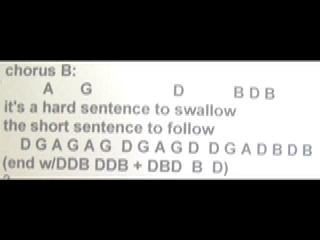 chorus B:
A G D B D B
it's a hard sentence to swallow
the short sentence to follow
D G A G A G D G A G D D G A D B D B
(end w/DDB DDB + DBD B D)